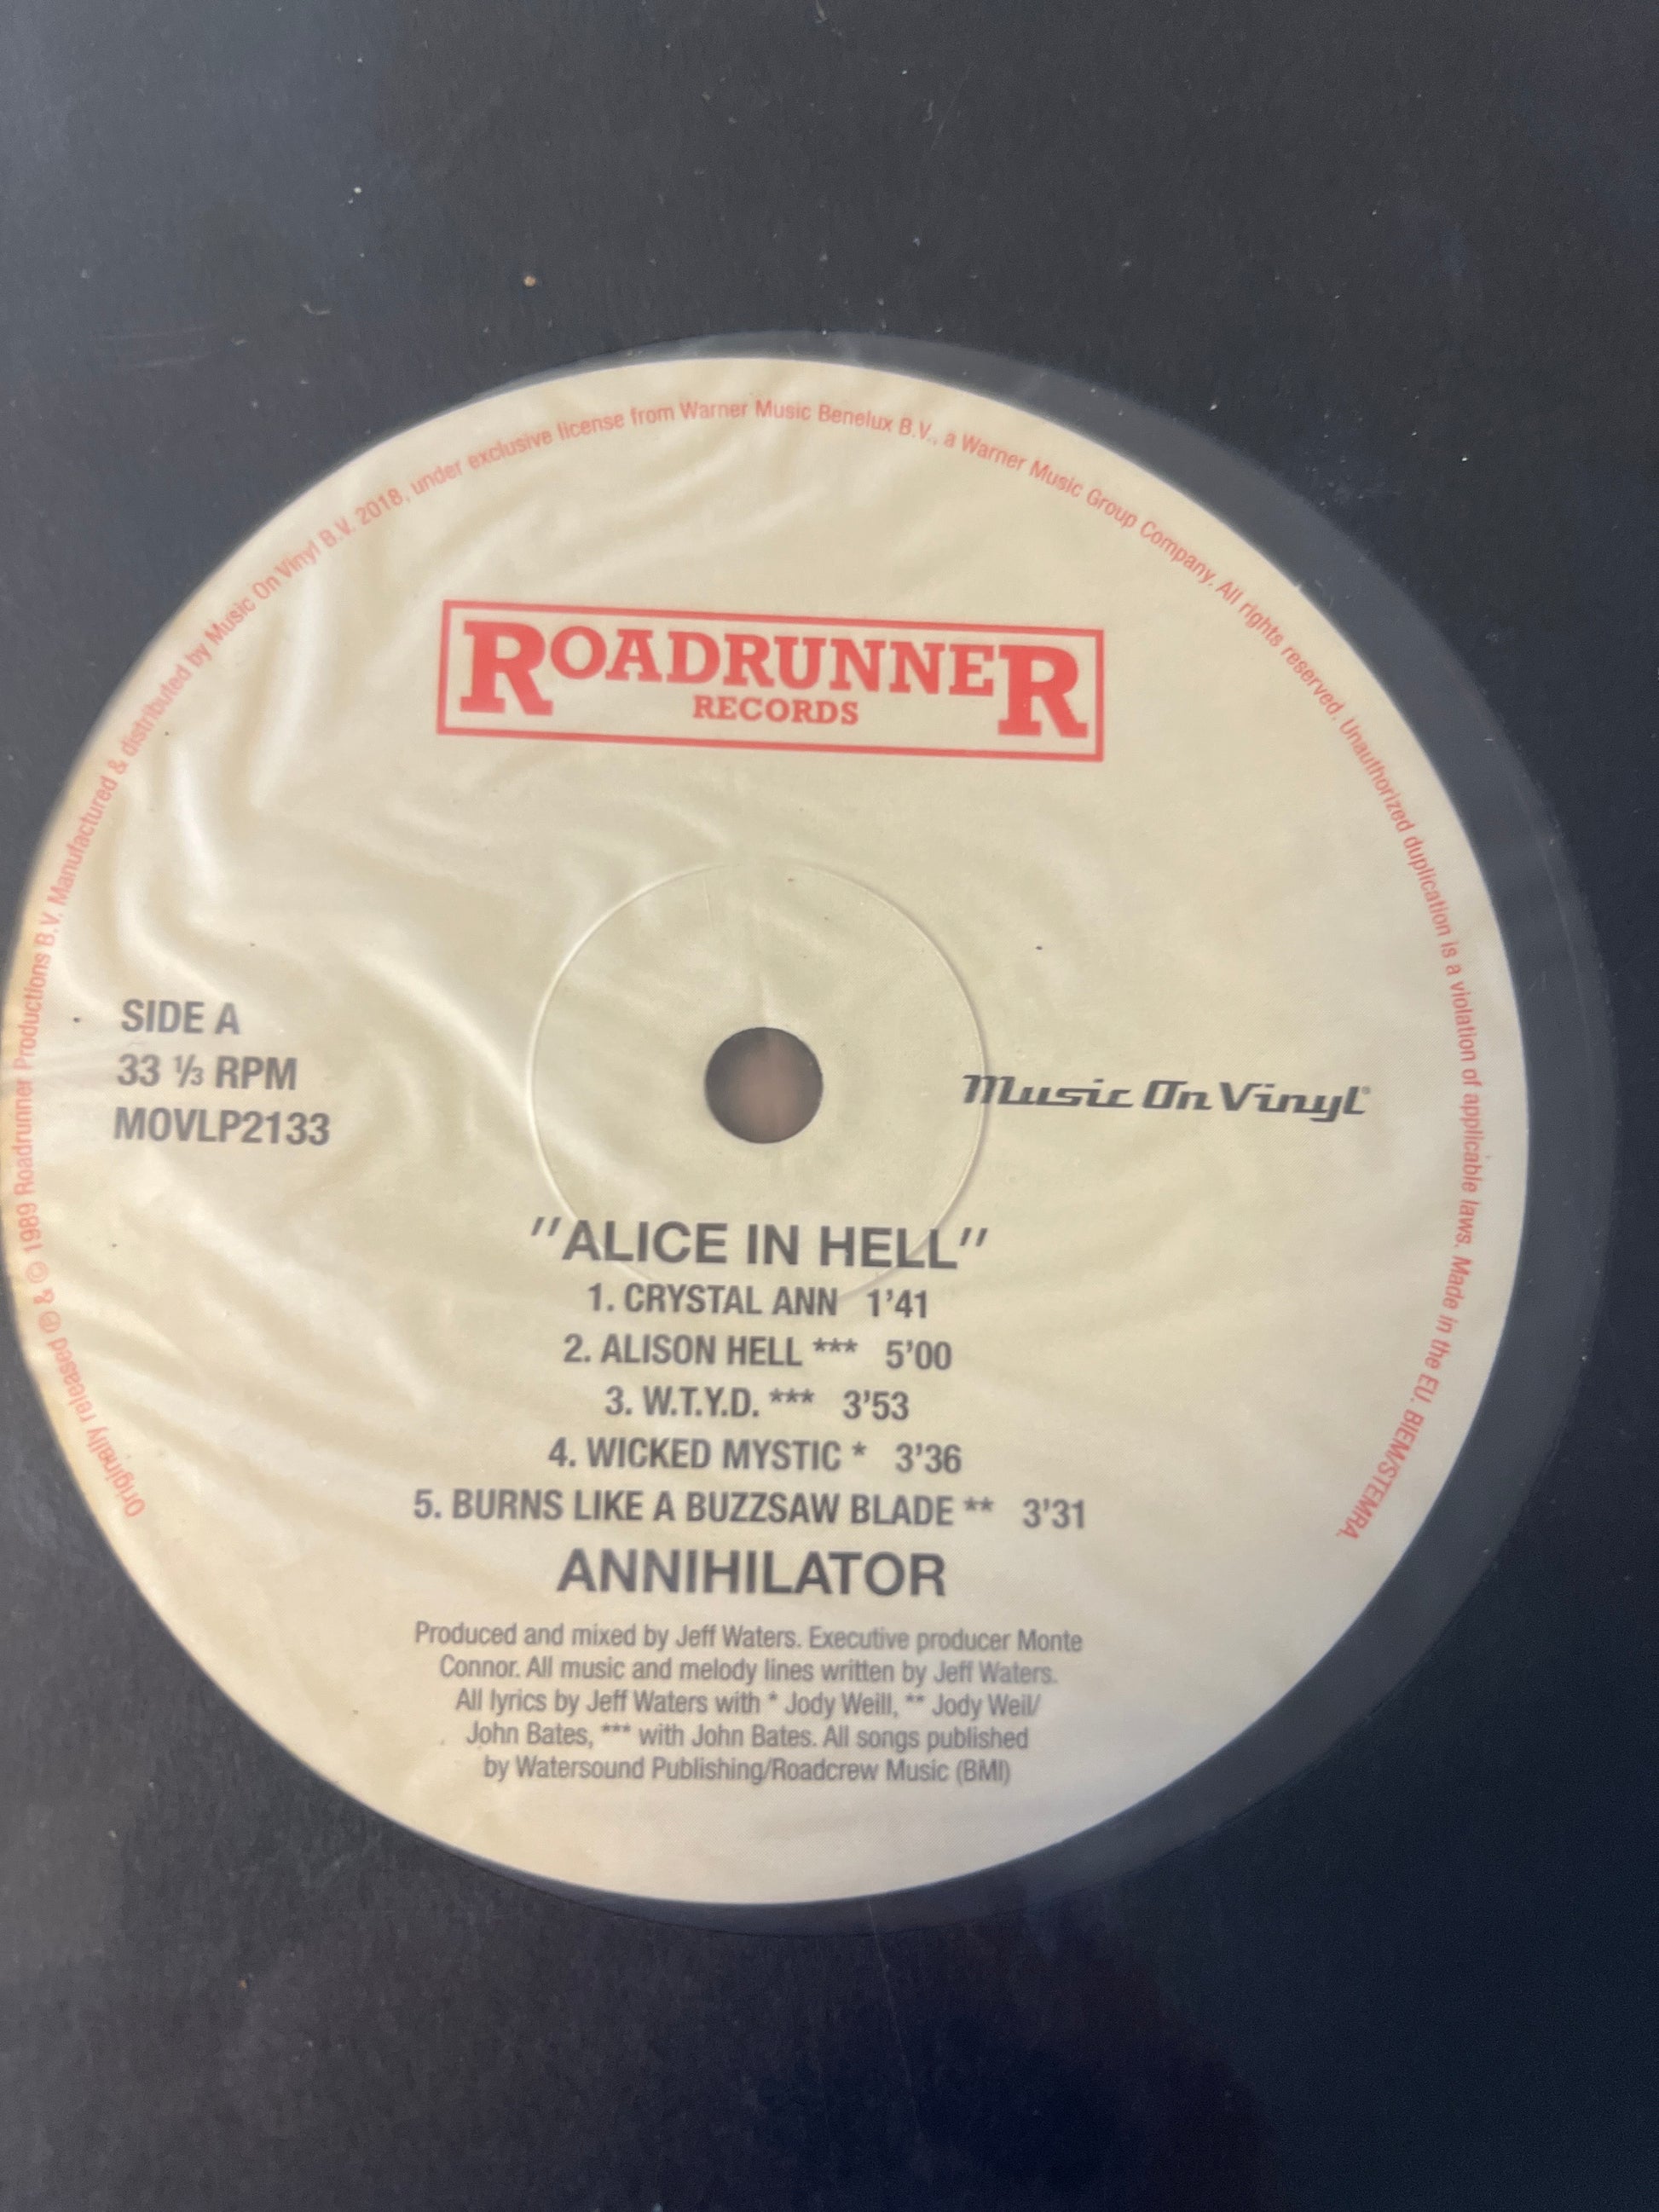 Originally released ℗ & © 1989 Roadrunner Productions B.V. Manufactured & distributed by Music On Vinyl B.V. 2018, under exclusive license from Warner Music Benelux B.V., a Warner Music Group Company. All rights reserved. Unauthorized duplication is a violation of applicable laws. Made in the EU. BIEM/STEMRA.
ROADRUNNER
RECORDS
SIDE A
33 ⅓ RPM
MOVLP2133
Music On Vinyl®
"ALICE IN HELL"
1. CRYSTAL ANN 1'41
2. ALISON HELL *** 5'00
3. W.T.Y.D. *** 3'53
4. WICKED MYSTIC * 3'36
5. BURNS LIKE A BUZZSAW BLADE ** 3'31
ANNIHILATOR
Produced and mixed by Jeff Waters. Executive producer Monte
Connor. All music and melody lines written by Jeff Waters.
All lyrics by Jeff Waters with * Jody Weill, ** Jody Weil/
John Bates, *** with John Bates. All songs published
by Watersound Publishing/Roadcrew Music (BMI)